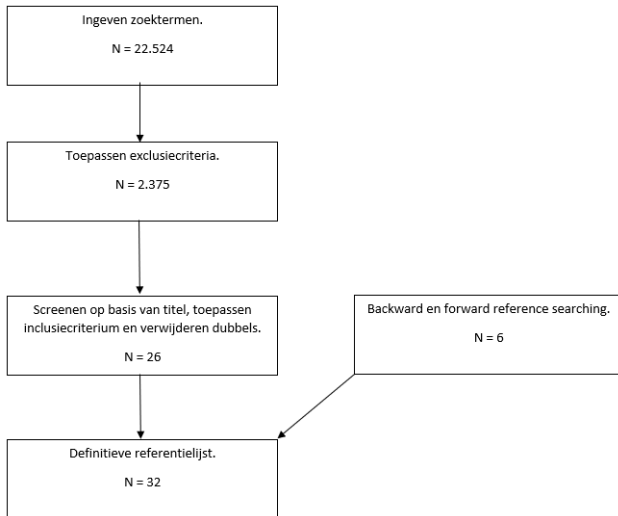 Ingeven zoektermen.
N = 22.524
Toepassen exclusiecriteria.
N = 2.375
Screenen op basis van titel, toepassen
inclusiecriterium en verwijderen dubbels.
N = 26
Backward en forward reference searching.
N = 6
Definitieve referentielijst.
N = 32